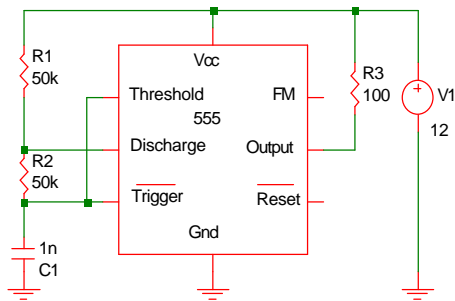 R1
50k
R2
50k
1n
C1
Vcc
Threshold
555
Discharge
Trigger
Gnd
FM
Output
Reset
R3
100
V1
12